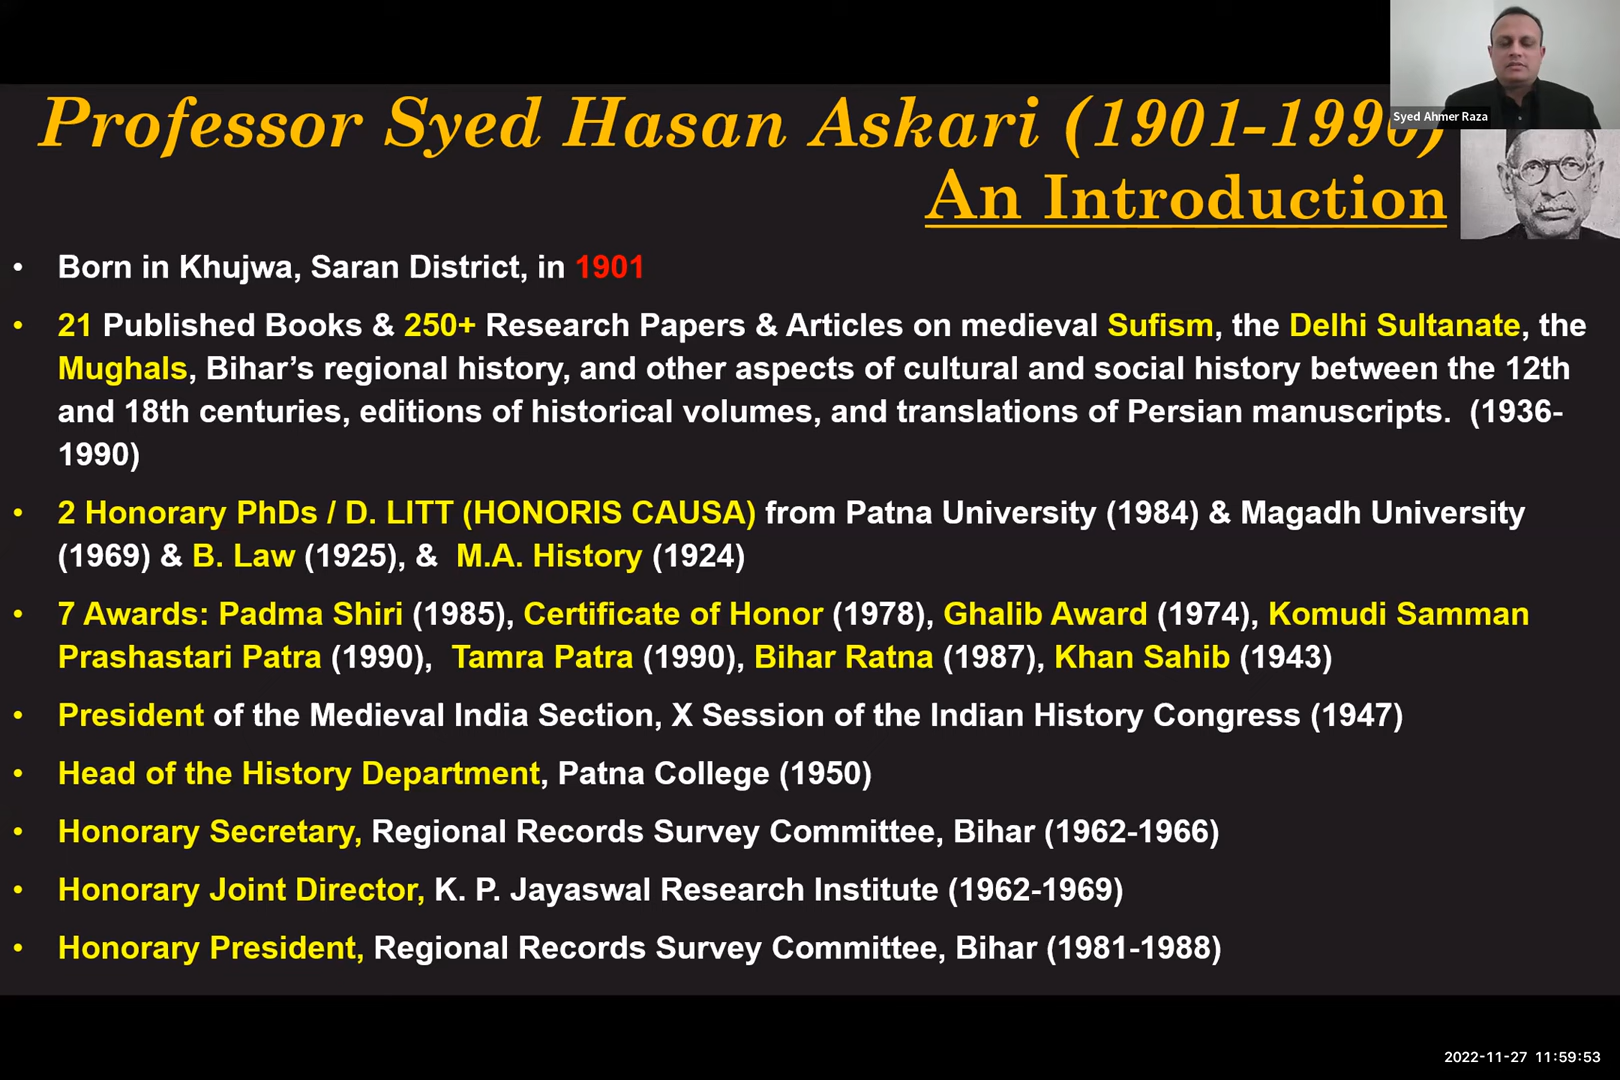 Syed Ahmer Raza
Professor Syed Hasan Askari (1901-1990)
An Introduction
• Born in Khujwa, Saran District, in 1901
• 21 Published Books & 250+ Research Papers & Articles on medieval Sufism, the Delhi Sultanate, the
Mughals, Bihar’s regional history, and other aspects of cultural and social history between the 12th
and 18th centuries, editions of historical volumes, and translations of Persian manuscripts. (1936-
1990)
• 2 Honorary PhDs / D. LITT (HONORIS CAUSA) from Patna University (1984) & Magadh University
(1969) & B. Law (1925), & M.A. History (1924)
• 7 Awards: Padma Shiri (1985), Certificate of Honor (1978), Ghalib Award (1974), Komudi Samman
Prashastari Patra (1990), Tamra Patra (1990), Bihar Ratna (1987), Khan Sahib (1943)
• President of the Medieval India Section, X Session of the Indian History Congress (1947)
• Head of the History Department, Patna College (1950)
• Honorary Secretary, Regional Records Survey Committee, Bihar (1962-1966)
• Honorary Joint Director, K. P. Jayaswal Research Institute (1962-1969)
• Honorary President, Regional Records Survey Committee, Bihar (1981-1988)
2022-11-27 11:59:53